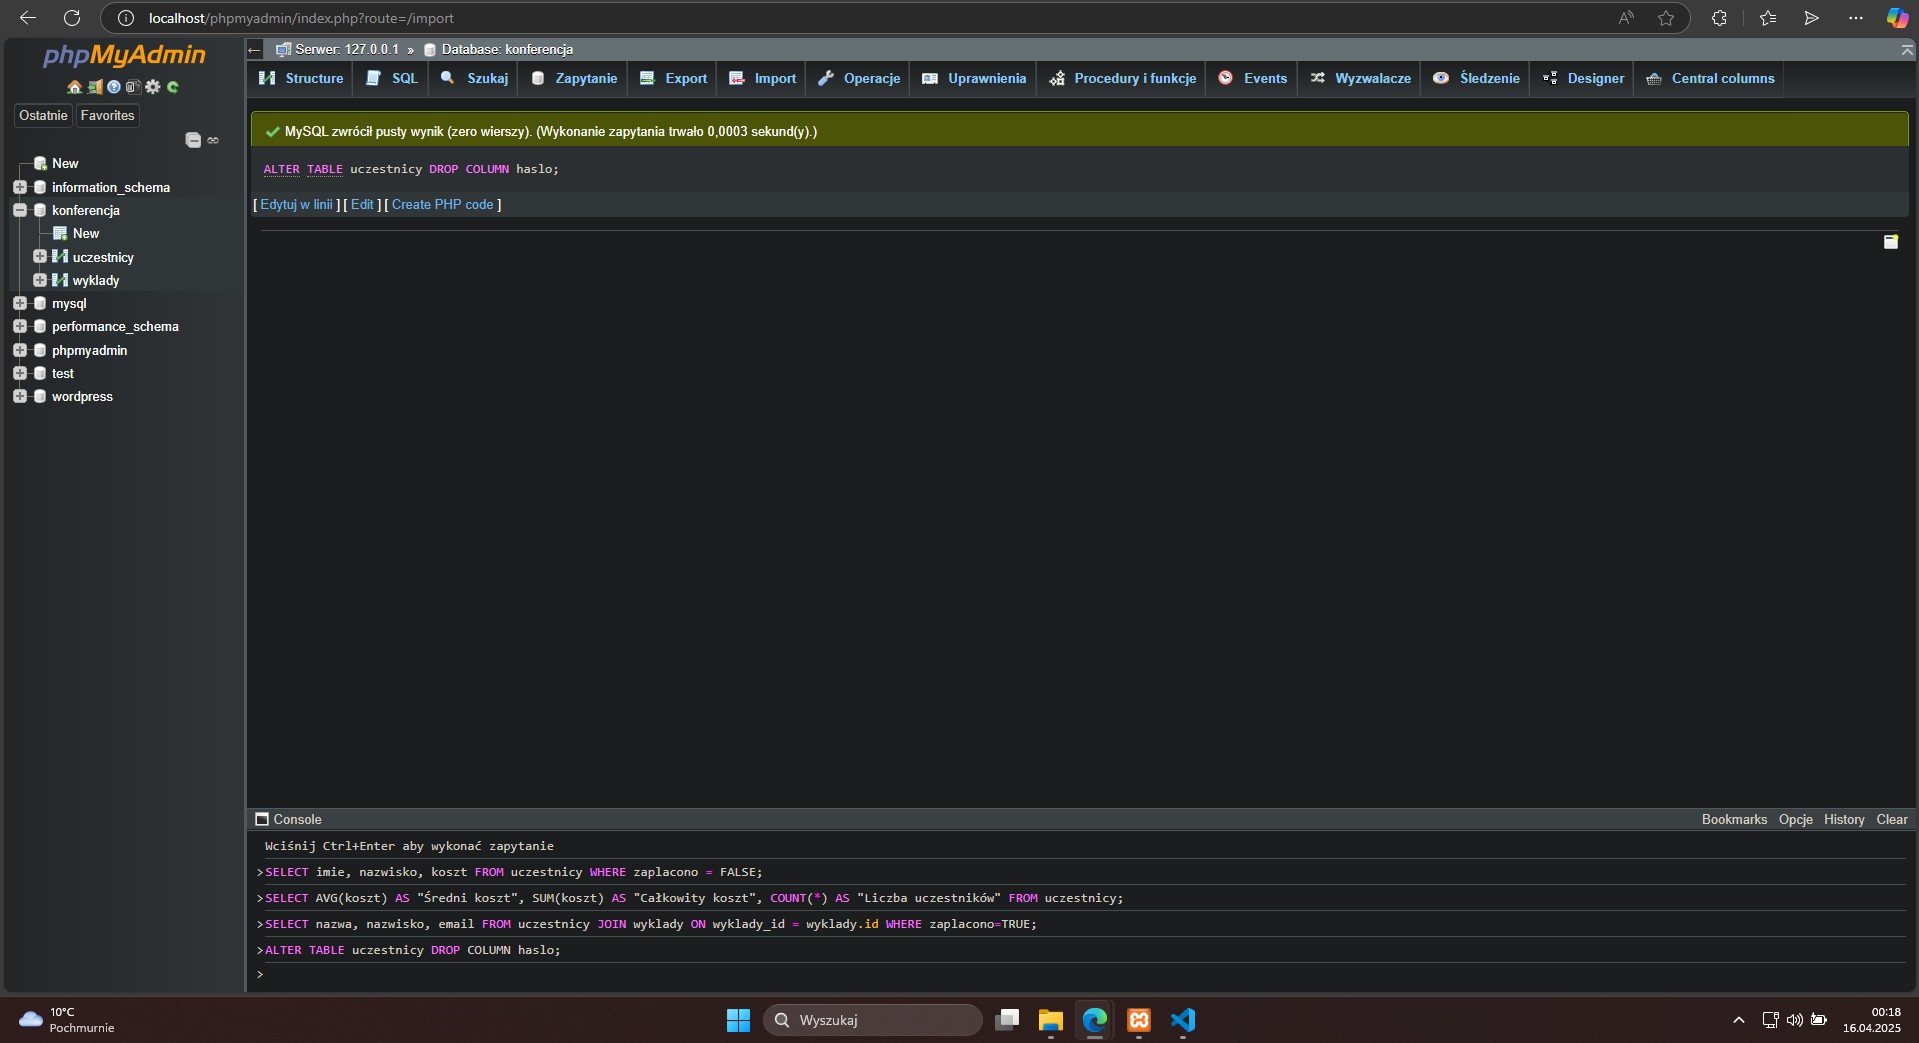 localhost/phpmyadmin/index.php?route=/import
phpMyAdmin
Ostatnie Favorites
New
information_schema
konferencja
New
uczestnicy
wyklady
mysql
performance_schema
phpmyadmin
test
wordpress
Serwer: 127.0.0.1 » Database: konferencja
Structure SQL Szukaj Zapytanie Export Import Operacje Uprawnienia Procedury i funkcje Events Wyzwalacze Śledzenie Designer Central columns
MySQL zwrócił pusty wynik (zero wierszy). (Wykonanie zapytania trwało 0,0003 sekund(y).)
ALTER TABLE uczestnicy DROP COLUMN haslo;
[ Edytuj w linii ] [ Edit ] [ Create PHP code ]
Console Bookmarks Opcje History Clear
Wciśnij Ctrl+Enter aby wykonać zapytanie
>SELECT imie, nazwisko, koszt FROM uczestnicy WHERE zaplacono = FALSE;
>SELECT AVG(koszt) AS "Średni koszt", SUM(koszt) AS "Całkowity koszt", COUNT(*) AS "Liczba uczestników" FROM uczestnicy;
>SELECT nazwa, nazwisko, email FROM uczestnicy JOIN wyklady ON wyklady_id = wyklady.id WHERE zaplacono=TRUE;
>ALTER TABLE uczestnicy DROP COLUMN haslo;
>
10°C
Pochmurnie
Wyszukaj
00:18
16.04.2025